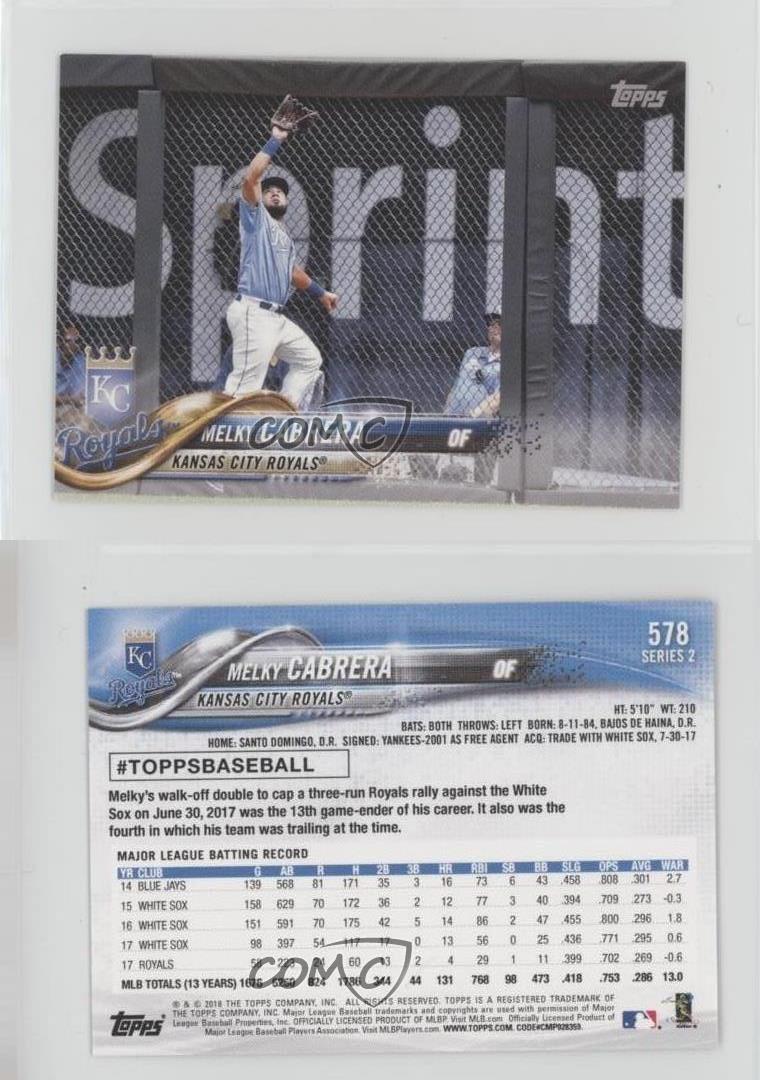 Topps
Sprint
KC
Royals
MELKY CABRERA OF
KANSAS CITY ROYALS®
COMC
578
SERIES 2
KC
Royals
MELKY CABRERA OF
KANSAS CITY ROYALS®
HT: 5'10" WT: 210
BATS: BOTH THROWS: LEFT BORN: 8-11-84, BAJOS DE HAINA, D.R.
HOME: SANTO DOMINGO, D.R. SIGNED: YANKEES-2001 AS FREE AGENT ACQ: TRADE WITH WHITE SOX, 7-30-17
#TOPPSBASEBALL
Melky's walk-off double to cap a three-run Royals rally against the White
Sox on June 30, 2017 was the 13th game-ender of his career. It also was the
fourth in which his team was trailing at the time.
MAJOR LEAGUE BATTING RECORD
YR CLUB G AB R H 2B 3B HR RBI SB BB SLG OPS AVG WAR
14 BLUE JAYS 139 568 81 171 35 3 16 73 6 43 .458 .808 .301 2.7
15 WHITE SOX 158 629 70 172 36 2 12 77 3 40 .394 .709 .273 -0.3
16 WHITE SOX 151 591 70 175 42 5 14 86 2 47 .455 .800 .296 1.8
17 WHITE SOX 98 397 54 117 17 0 13 56 0 25 .436 .771 .295 0.6
17 ROYALS 60 2 4 29 1 11 .399 .702 .269 -0.6
MLB TOTALS (13 YEARS) 1676 824 1786 344 44 131 768 98 473 .418 .753 .286 13.0
COMC
® & © 2018 THE TOPPS COMPANY, INC. ALL RIGHTS RESERVED. TOPPS IS A REGISTERED TRADEMARK OF
THE TOPPS COMPANY, INC. Major League Baseball trademarks and copyrights are used with permission of Major
League Baseball Properties, Inc. OFFICIALLY LICENSED PRODUCT OF MLBP. Visit MLB.com Officially Licensed Product of
Major League Baseball Players Association. Visit MLBPlayers.com. WWW.TOPPS.COM. CODE#CMP028359.
Topps